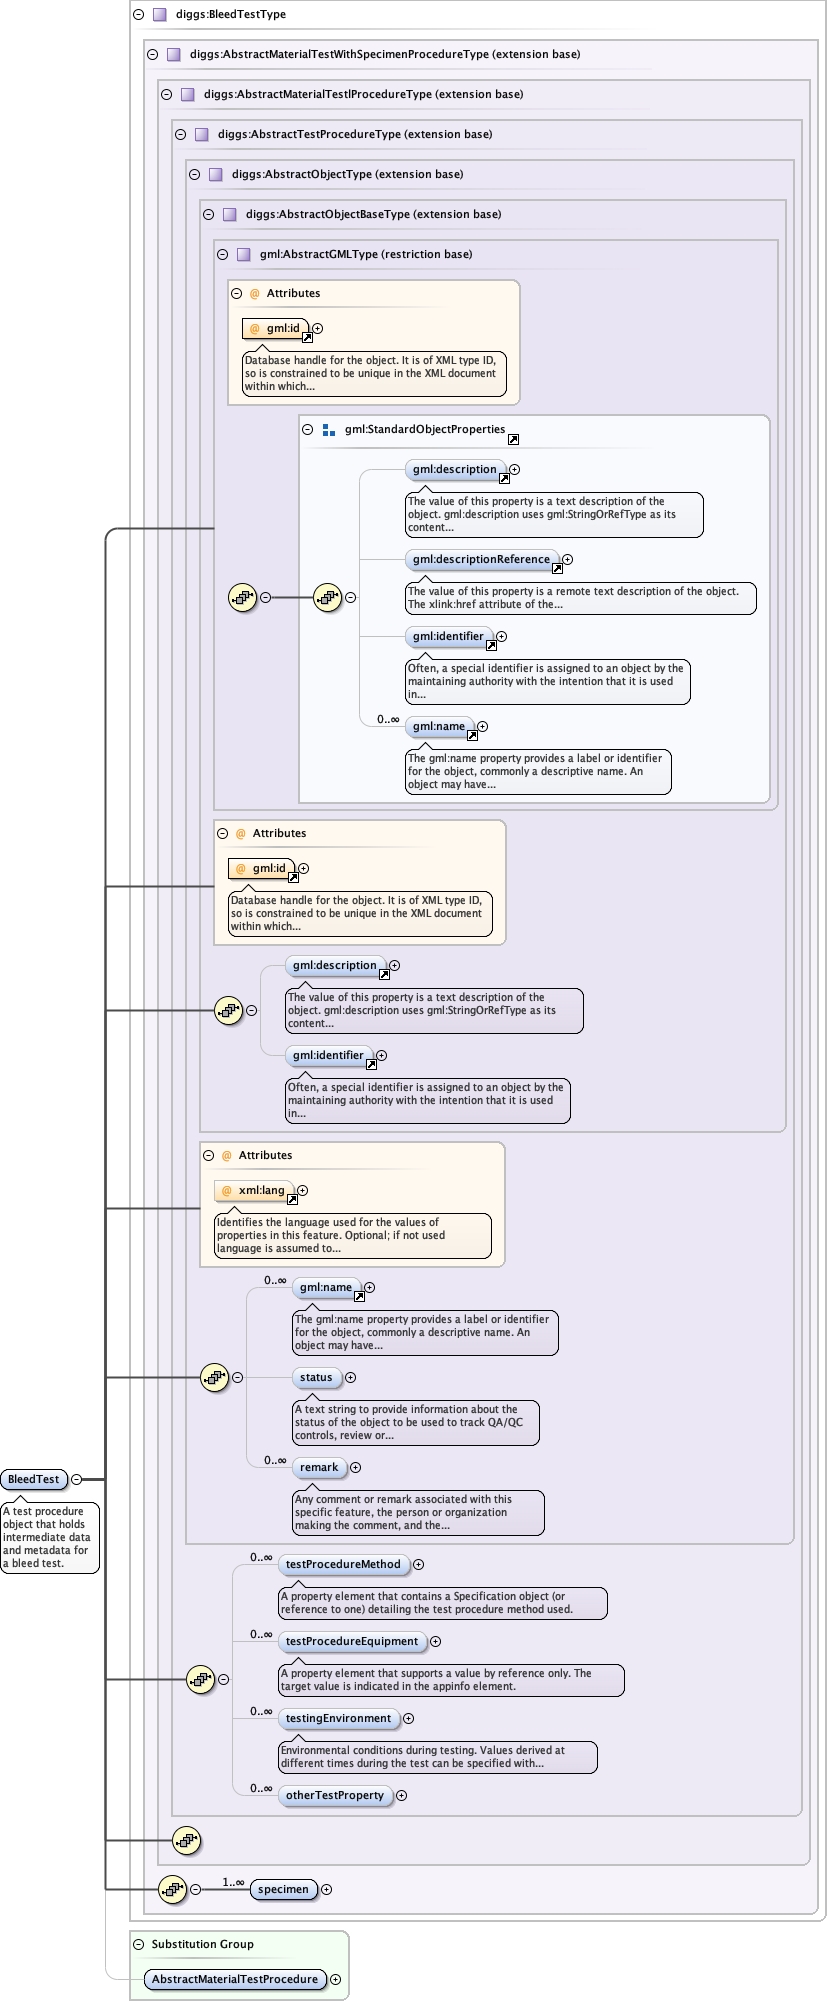 diggs:BleedTestType
diggs:AbstractMaterialTestWithSpecimenProcedureType (extension base)
diggs:AbstractMaterialTestlProcedureType (extension base)
diggs:AbstractTestProcedureType (extension base)
diggs:AbstractObjectType (extension base)
diggs:AbstractObjectBaseType (extension base)
gml:AbstractGMLType (restriction base)
@ Attributes
@ gml:id
Database handle for the object. It is of XML type ID,
so is constrained to be unique in the XML document
within which...
gml:StandardObjectProperties
gml:description
The value of this property is a text description of the
object. gml:description uses gml:StringOrRefType as its
content...
gml:descriptionReference
The value of this property is a remote text description of the object.
The xlink:href attribute of the...
gml:identifier
Often, a special identifier is assigned to an object by the
maintaining authority with the intention that it is used
in...
0..∞
gml:name
The gml:name property provides a label or identifier
for the object, commonly a descriptive name. An
object may have...
@ Attributes
@ gml:id
Database handle for the object. It is of XML type ID,
so is constrained to be unique in the XML document
within which...
gml:description
The value of this property is a text description of the
object. gml:description uses gml:StringOrRefType as its
content...
gml:identifier
Often, a special identifier is assigned to an object by the
maintaining authority with the intention that it is used
in...
@ Attributes
@ xml:lang
Identifies the language used for the values of
properties in this feature. Optional; if not used
language is assumed to...
0..∞
gml:name
The gml:name property provides a label or identifier
for the object, commonly a descriptive name. An
object may have...
status
A text string to provide information about the
status of the object to be used to track QA/QC
controls, review or...
0..∞
remark
Any comment or remark associated with this
specific feature, the person or organization
making the comment, and the...
BleedTest
A test procedure
object that holds
intermediate data
and metadata for
a bleed test.
0..∞
testProcedureMethod
A property element that contains a Specification object (or
reference to one) detailing the test procedure method used.
0..∞
testProcedureEquipment
A property element that supports a value by reference only. The
target value is indicated in the appinfo element.
0..∞
testingEnvironment
Environmental conditions during testing. Values derived at
different times during the test can be specified with...
0..∞
otherTestProperty
1..∞
specimen
Substitution Group
AbstractMaterialTestProcedure